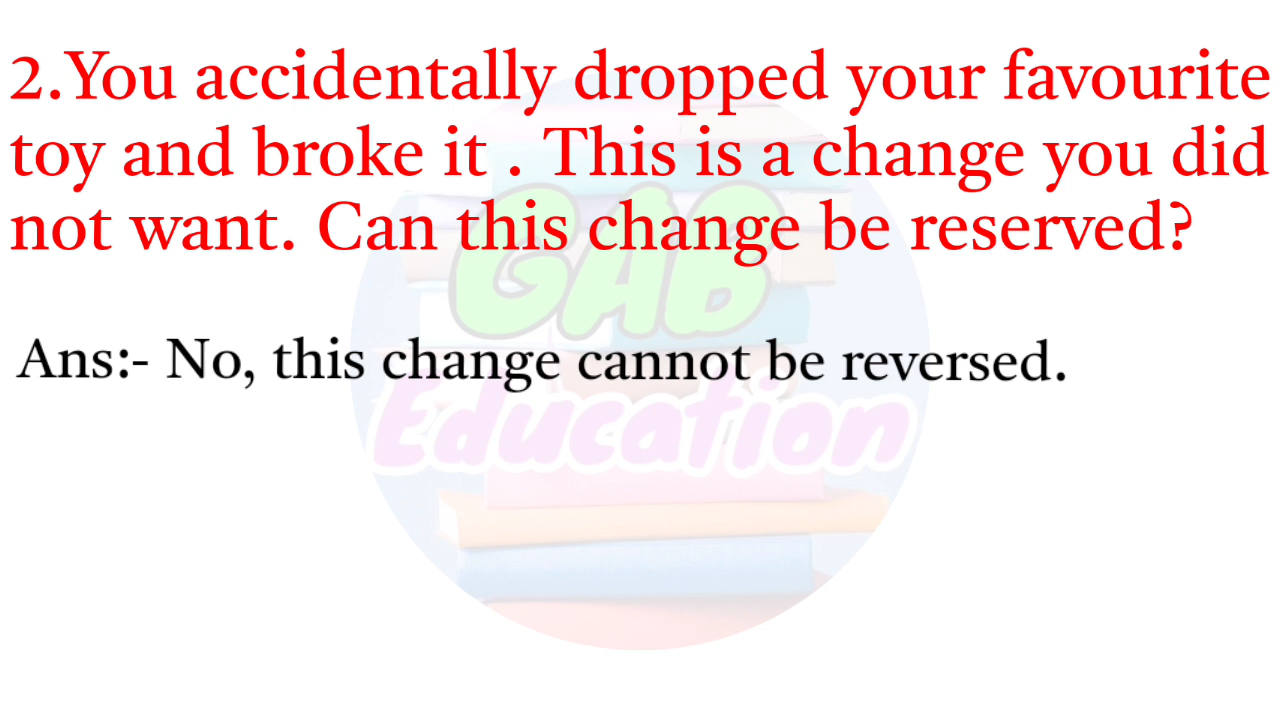 2.You accidentally dropped your favourite
toy and broke it . This is a change you did
not want. Can this change be reserved?
Ans:- No, this change cannot be reversed.
GAB
Education